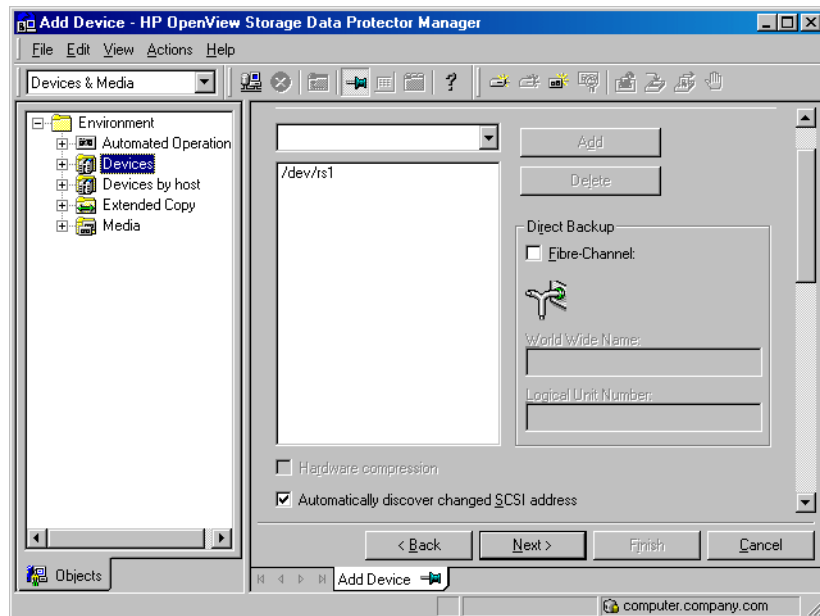 Add Device - HP OpenView Storage Data Protector Manager
File Edit View Actions Help
Devices & Media
Environment
Automated Operation
Devices
Devices by host
Extended Copy
Media
Objects
Add
/dev/rs1
Delete
Direct Backup
Fibre-Channel:
World Wide Name:
Logical Unit Number:
Hardware compression
Automatically discover changed SCSI address
< Back Next > Finish Cancel
Add Device
computer.company.com